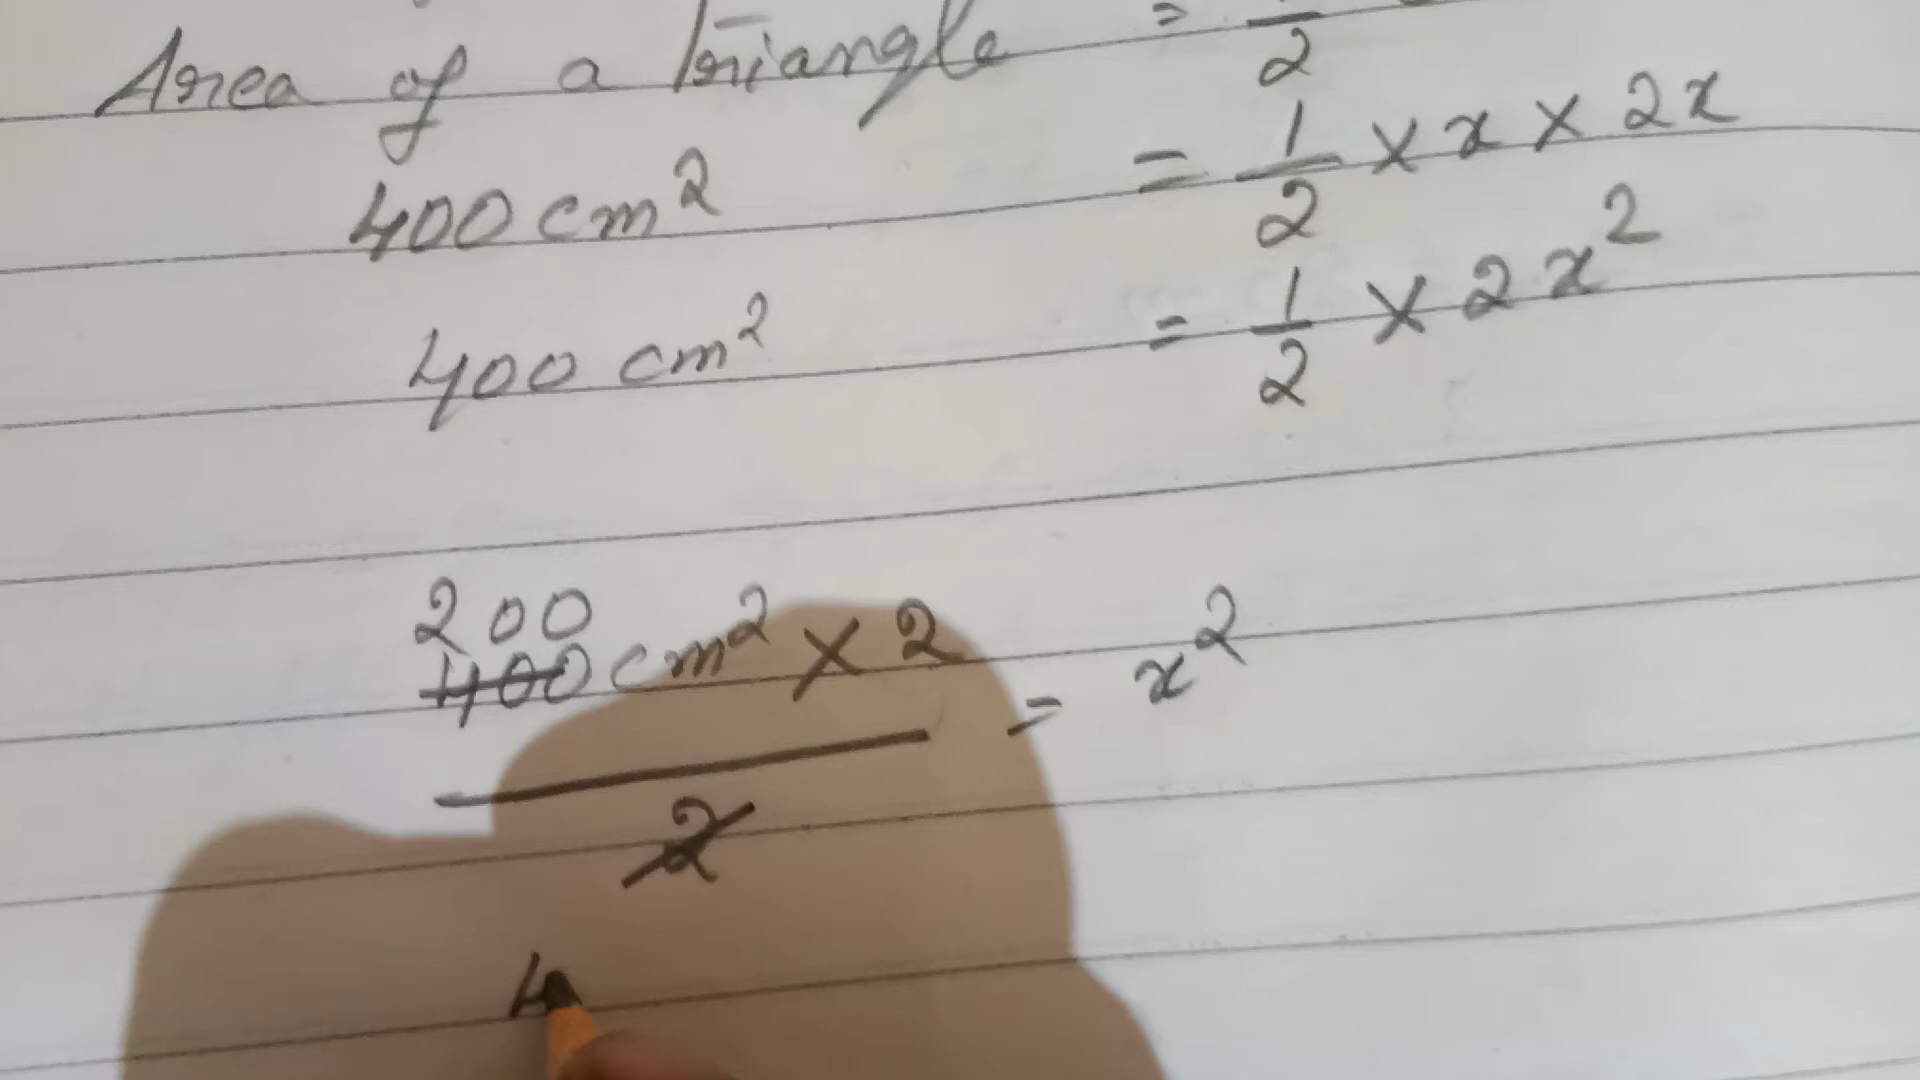 Area of a triangle = 1/2
400 cm² = 1/2 × x × 2x
400 cm² = 1/2 × 2x²
200
400 cm² × 2 / 2 = x²
4